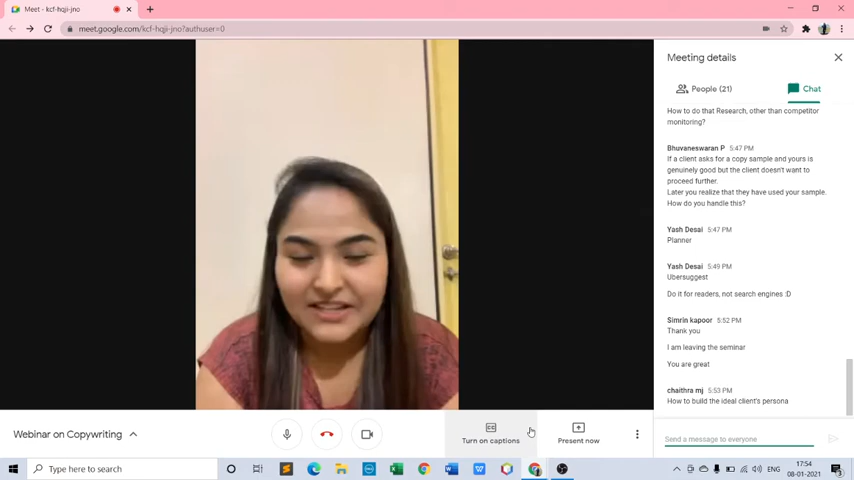 Meet - kcf-hqji-jno
meet.google.com/kcf-hqji-jno?authuser=0
Meeting details
People (21)
Chat
How to do that Research, other than competitor
monitoring?
Bhuvaneswaran P 5:47 PM
If a client asks for a copy sample and yours is
genuinely good but the client doesn't want to
proceed further.
Later you realize that they have used your sample.
How do you handle this?
Yash Desai 5:47 PM
Planner
Yash Desai 5:49 PM
Ubersuggest
Do it for readers, not search engines :D
Simrin kapoor 5:52 PM
Thank you
I am leaving the seminar
You are great
chaithra mj 5:53 PM
How to build the ideal client's persona
Send a message to everyone
Webinar on Copywriting
CC
Turn on captions
Present now
Type here to search
ENG
17:54
08-01-2021